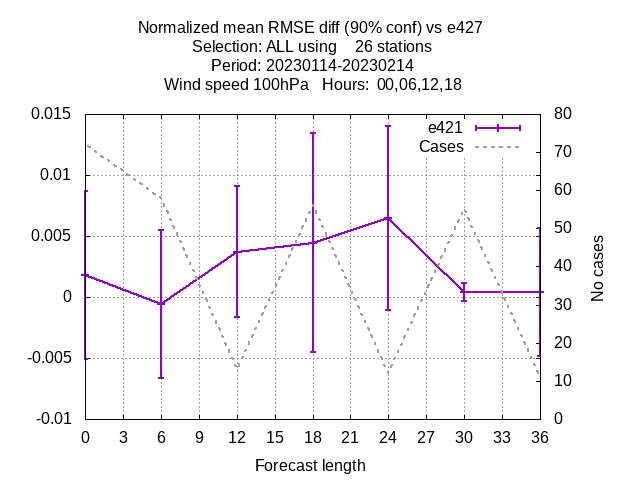 Normalized mean RMSE diff (90% conf) vs e427
Selection: ALL using    26 stations
Period: 20230114-20230214
Wind speed 100hPa   Hours:  00,06,12,18
e421
Cases
0.015
0.01
0.005
0
-0.005
-0.01
80
70
60
50
40
30
20
10
0
No cases
0 3 6 9 12 15 18 21 24 27 30 33 36
Forecast length